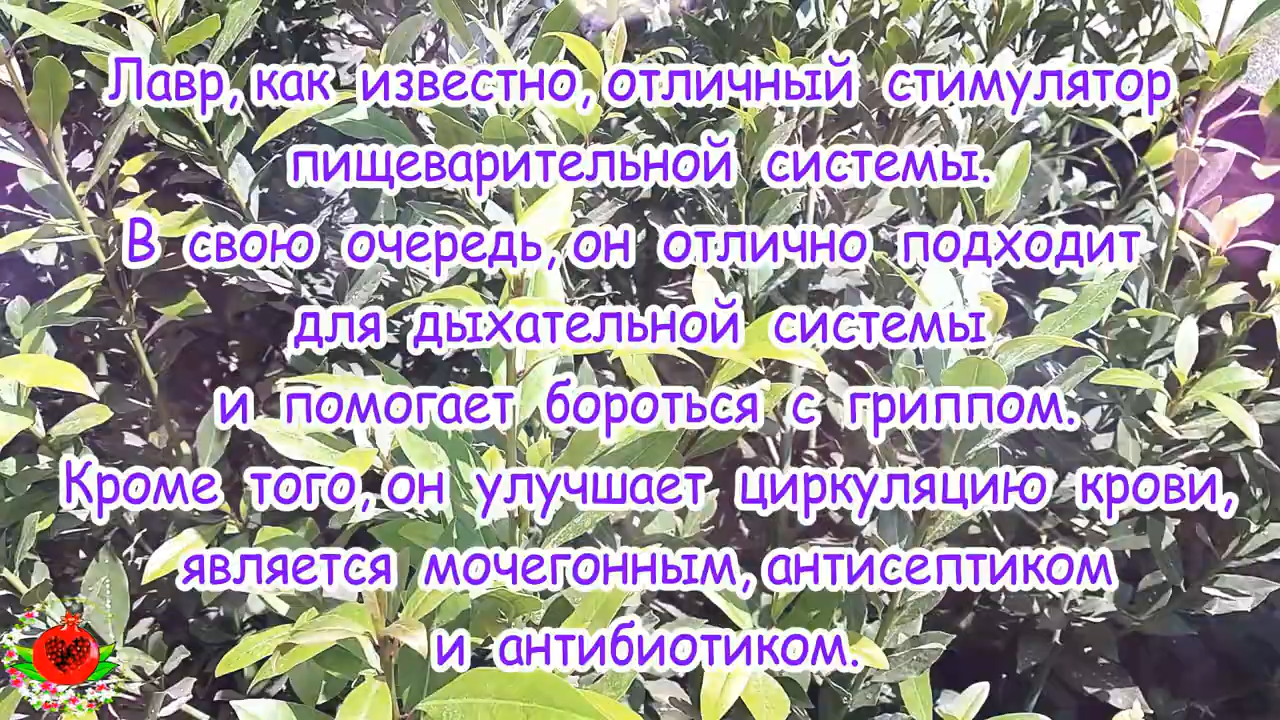 Лавр, как известно, отличный стимулятор
пищеварительной системы.
В свою очередь, он отлично подходит
для дыхательной системы
и помогает бороться с гриппом.
Кроме того, он улучшает циркуляцию крови,
является мочегонным, антисептиком
и антибиотиком.